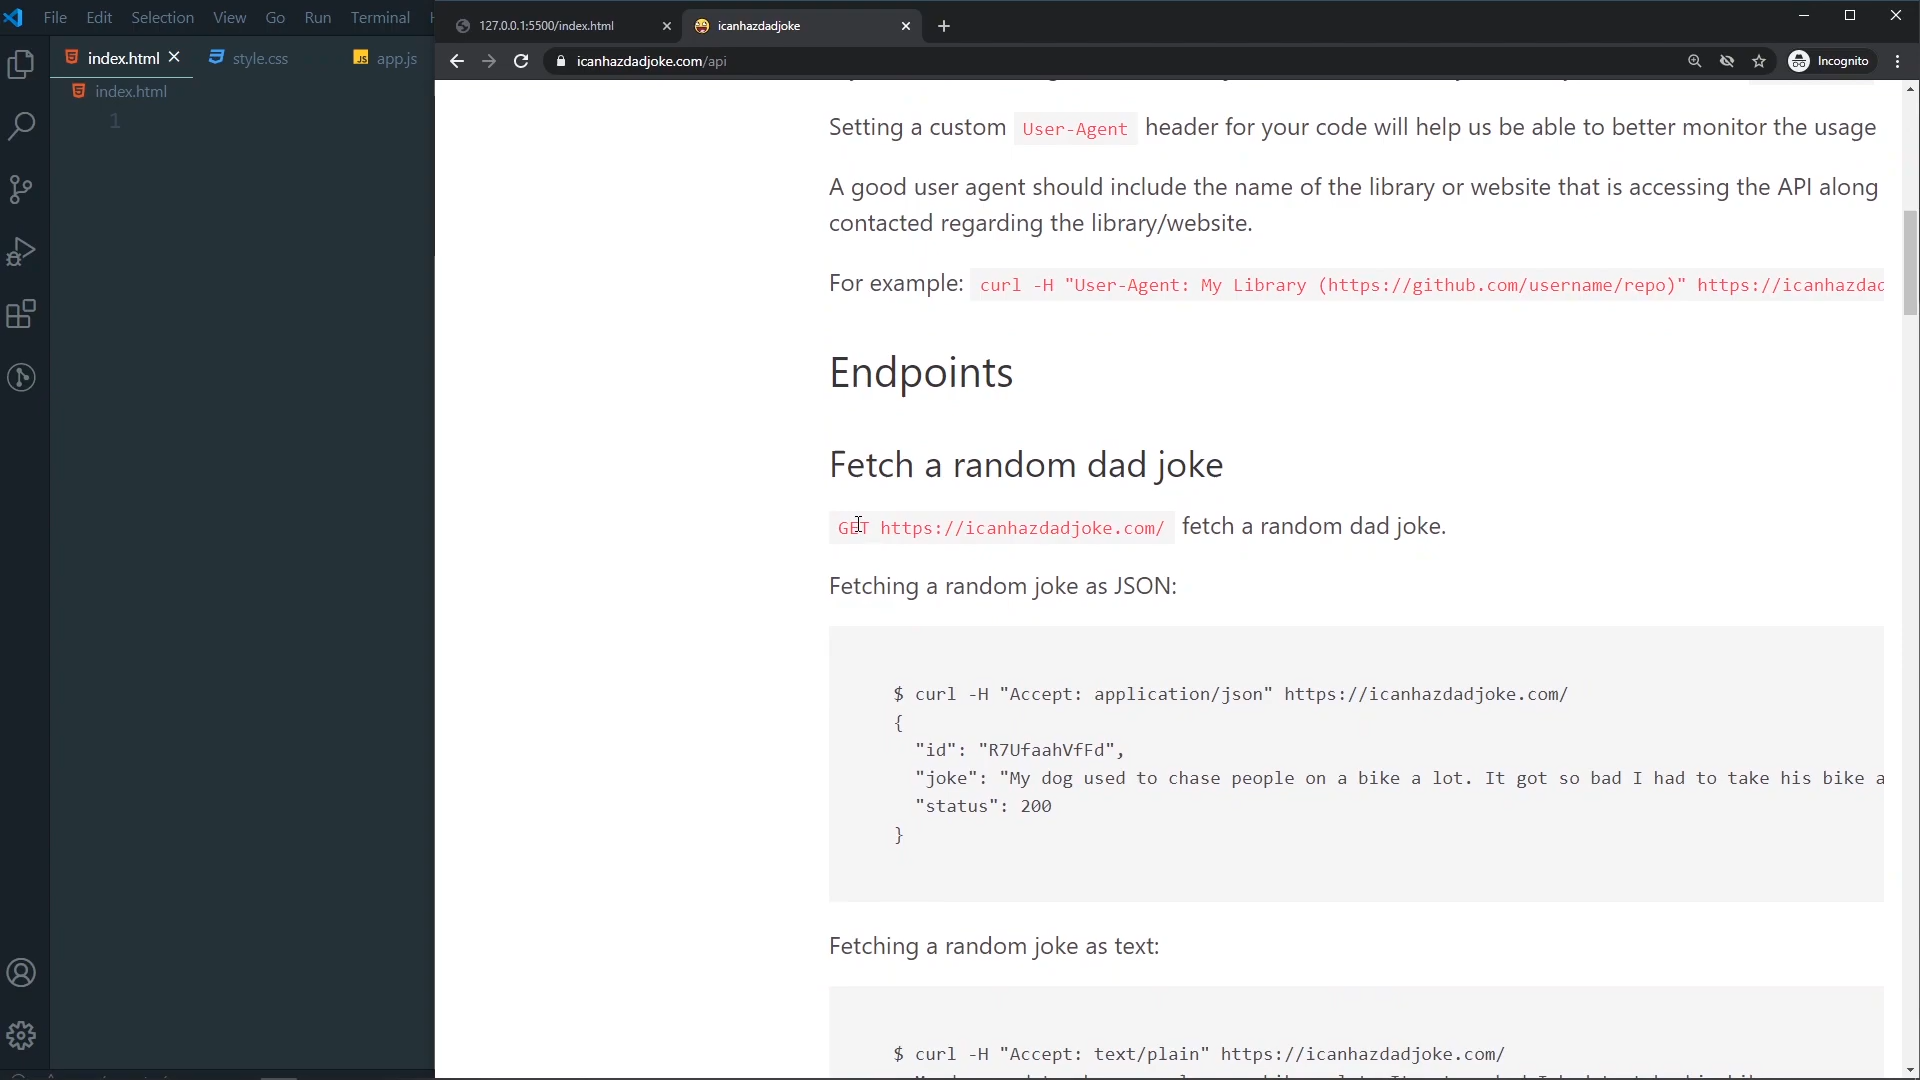 File Edit Selection View Go Run Terminal
127.0.0.1:5500/index.html
icanhazdadjoke
index.html
style.css
JS app.js
icanhazdadjoke.com/api
Incognito
index.html
1
Setting a custom User-Agent header for your code will help us be able to better monitor the usage
A good user agent should include the name of the library or website that is accessing the API along
contacted regarding the library/website.
For example: curl -H "User-Agent: My Library (https://github.com/username/repo)" https://icanhazdad
Endpoints
Fetch a random dad joke
GET https://icanhazdadjoke.com/ fetch a random dad joke.
Fetching a random joke as JSON:
$ curl -H "Accept: application/json" https://icanhazdadjoke.com/
{
"id": "R7UfaahVfFd",
"joke": "My dog used to chase people on a bike a lot. It got so bad I had to take his bike a
"status": 200
}
Fetching a random joke as text:
$ curl -H "Accept: text/plain" https://icanhazdadjoke.com/